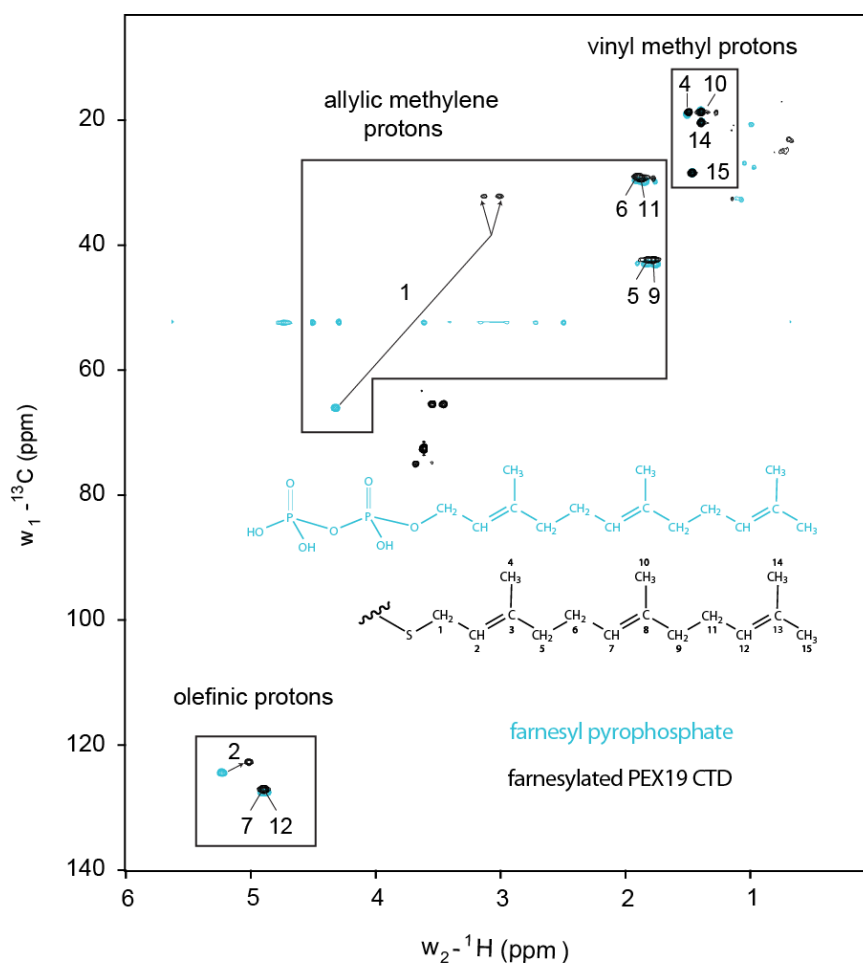 vinyl methyl protons
4 10
14
15
allylic methylene
protons
6 11
5 9
1
20
40
60
80
100
120
140
w1 -13C (ppm)
O O CH3 CH3 CH3
HO P O P O CH2 CH C CH2 CH2 CH C CH2 CH2 CH C CH3
OH OH
4 10 14
CH3 CH3 CH3
S CH2 CH C CH2 CH2 CH C CH2 CH2 CH C CH3
1 2 3 5 6 7 8 9 11 12 13 15
olefinic protons
2
7 12
farnesyl pyrophosphate
farnesylated PEX19 CTD
6 5 4 3 2 1
w2-1H (ppm)